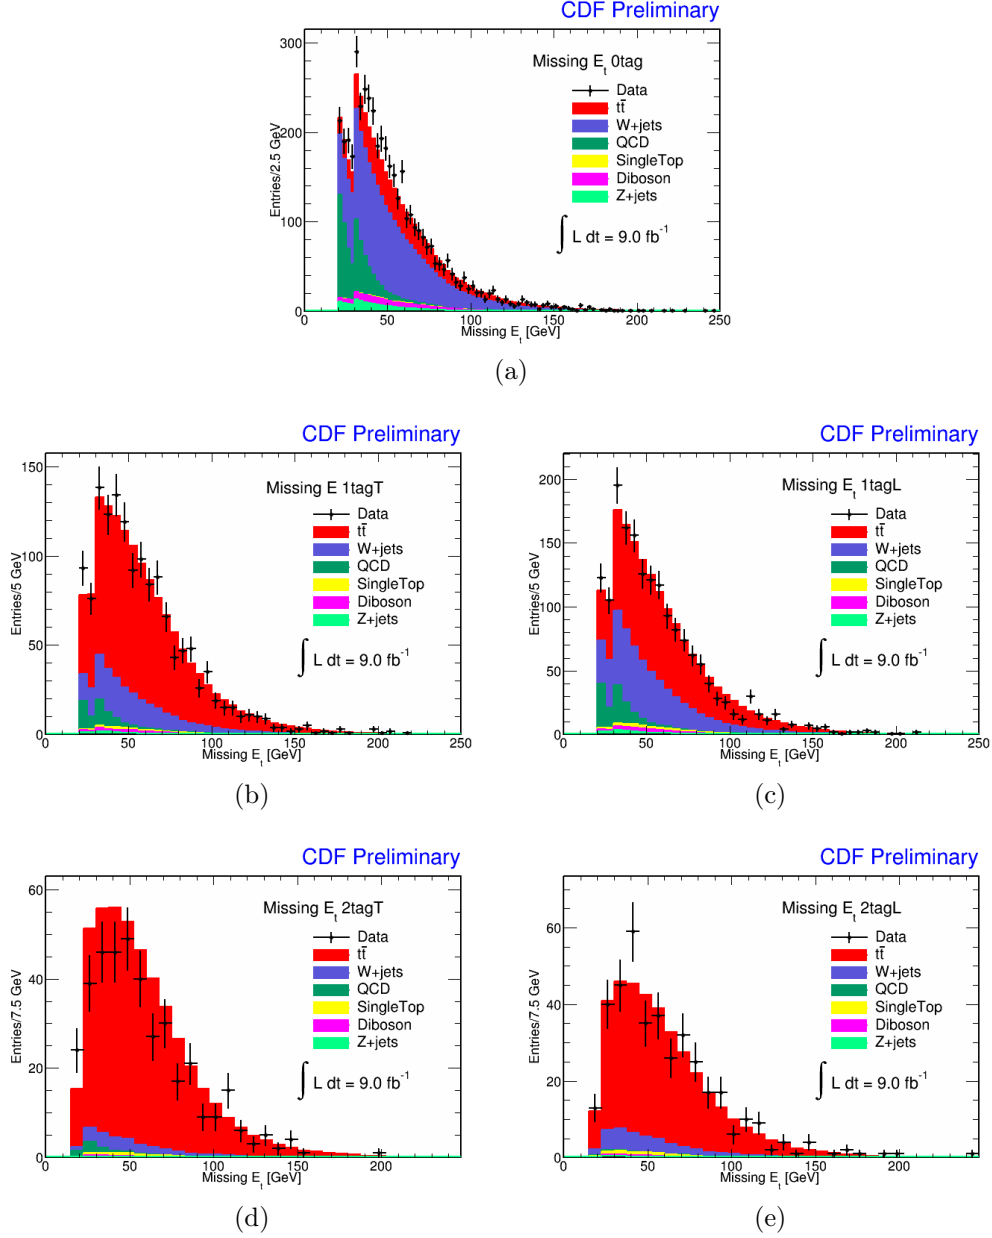 CDF Preliminary
Missing E_t 0tag
Data
tt̄
W+jets
QCD
SingleTop
Diboson
Z+jets
∫ L dt = 9.0 fb⁻¹
Entries/2.5 GeV
300
200
100
0
0 50 100 150 200 250
Missing E_t [GeV]
(a)
CDF Preliminary
Missing E 1tagT
Data
tt̄
W+jets
QCD
SingleTop
Diboson
Z+jets
∫ L dt = 9.0 fb⁻¹
Entries/5 GeV
150
100
50
0
0 50 100 150 200 250
Missing E_t [GeV]
(b)
CDF Preliminary
Missing E_t 1tagL
Data
tt̄
W+jets
QCD
SingleTop
Diboson
Z+jets
∫ L dt = 9.0 fb⁻¹
Entries/5 GeV
200
150
100
50
0
0 50 100 150 200 250
Missing E_t [GeV]
(c)
CDF Preliminary
Missing E_t 2tagT
Data
tt̄
W+jets
QCD
SingleTop
Diboson
Z+jets
∫ L dt = 9.0 fb⁻¹
Entries/7.5 GeV
60
40
20
0
0 50 100 150 200
Missing E_t [GeV]
(d)
CDF Preliminary
Missing E_t 2tagL
Data
tt̄
W+jets
QCD
SingleTop
Diboson
Z+jets
∫ L dt = 9.0 fb⁻¹
Entries/7.5 GeV
60
40
20
0
0 50 100 150 200
Missing E_t [GeV]
(e)